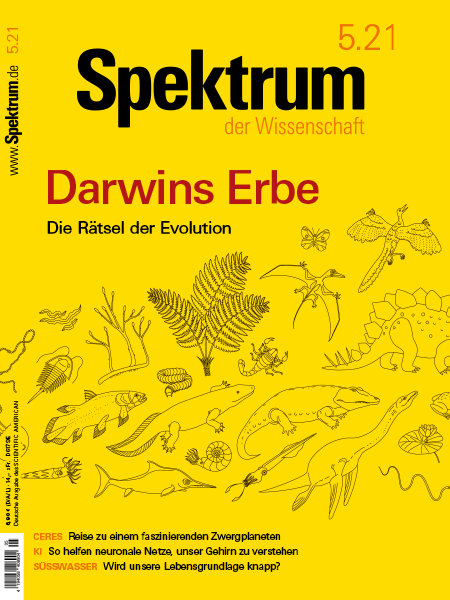 5.21
Spektrum
der Wissenschaft
Darwins Erbe
Die Rätsel der Evolution
CERES Reise zu einem faszinierenden Zwergplaneten
KI So helfen neuronale Netze, unser Gehirn zu verstehen
SÜSSWASSER Wird unsere Lebensgrundlage knapp?
www.Spektrum.de 5.21
Deutsche Ausgabe des SCIENTIFIC AMERICAN